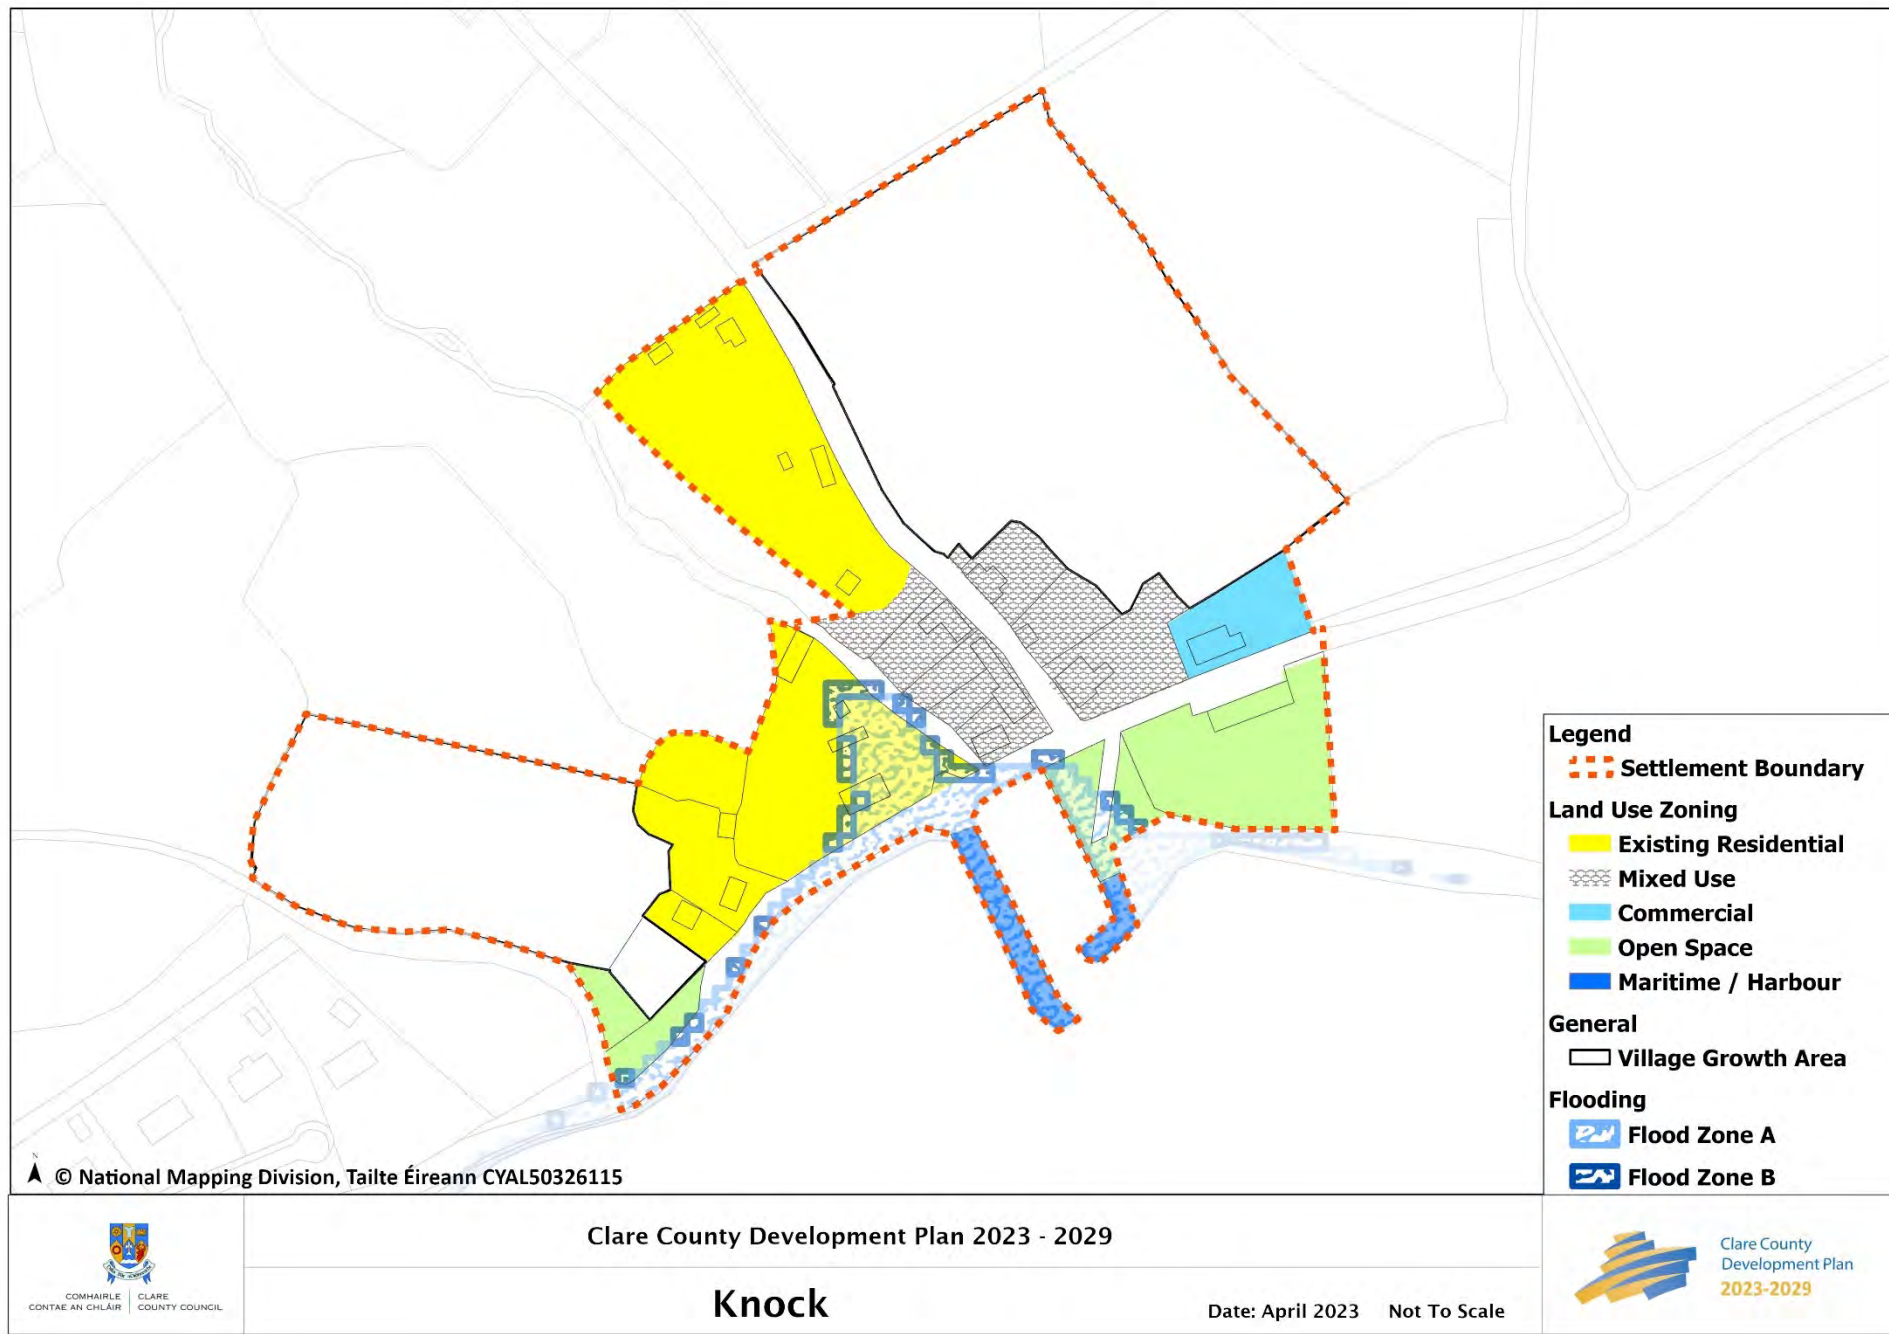 Legend
Settlement Boundary
Land Use Zoning
Existing Residential
Mixed Use
Commercial
Open Space
Maritime / Harbour
General
Village Growth Area
Flooding
Flood Zone A
Flood Zone B
N
© National Mapping Division, Tailte Éireann CYAL50326115
COMHAIRLE CLARE
CONTAE AN CHLÁIR COUNTY COUNCIL
Clare County Development Plan 2023 - 2029
Knock
Date: April 2023 Not To Scale
Clare County
Development Plan
2023-2029